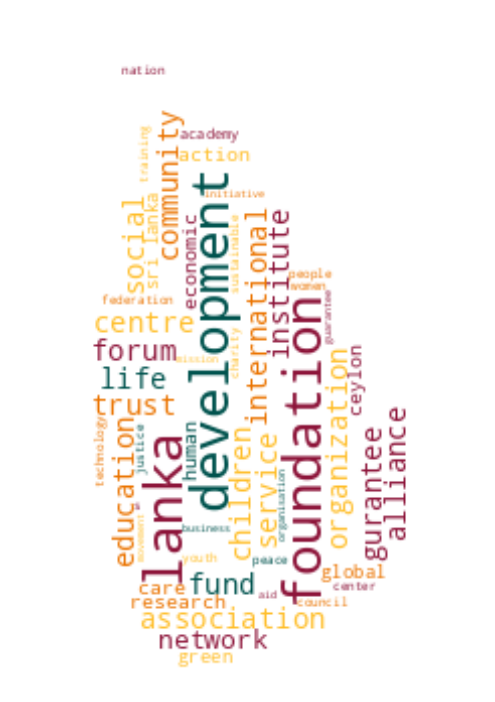 nation
community
academy
training
action
development
initiative
social
sri lanka
economic
sustainable
international
institute
people
women
federation
guarantee
foundation
centre
charity
forum
mission
ceylon
organization
life
trust
alliance
education
technology
justice
human
lanka
children
service
gurantee
organisation
movement
business
youth
peace
global
fund
care
center
aid
research
council
association
network
green